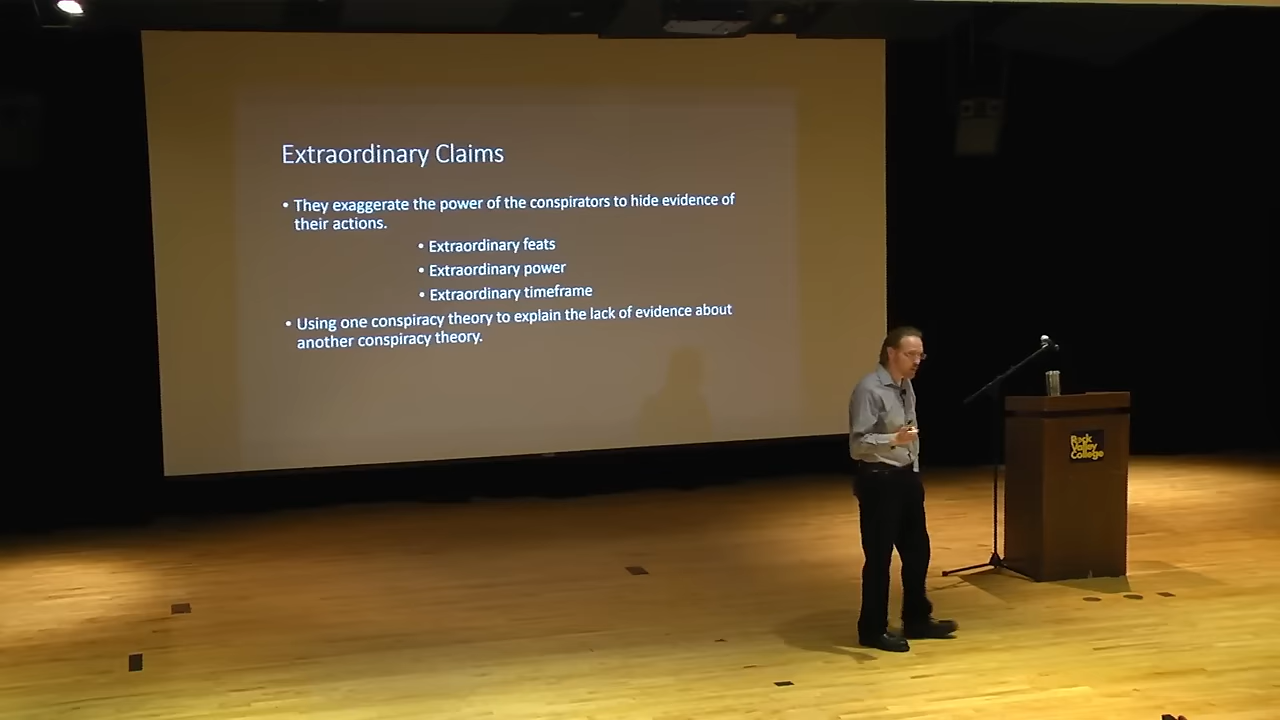 Extraordinary Claims
• They exaggerate the power of the conspirators to hide evidence of
their actions.
• Extraordinary feats
• Extraordinary power
• Extraordinary timeframe
• Using one conspiracy theory to explain the lack of evidence about
another conspiracy theory.
Rock
Valley
College